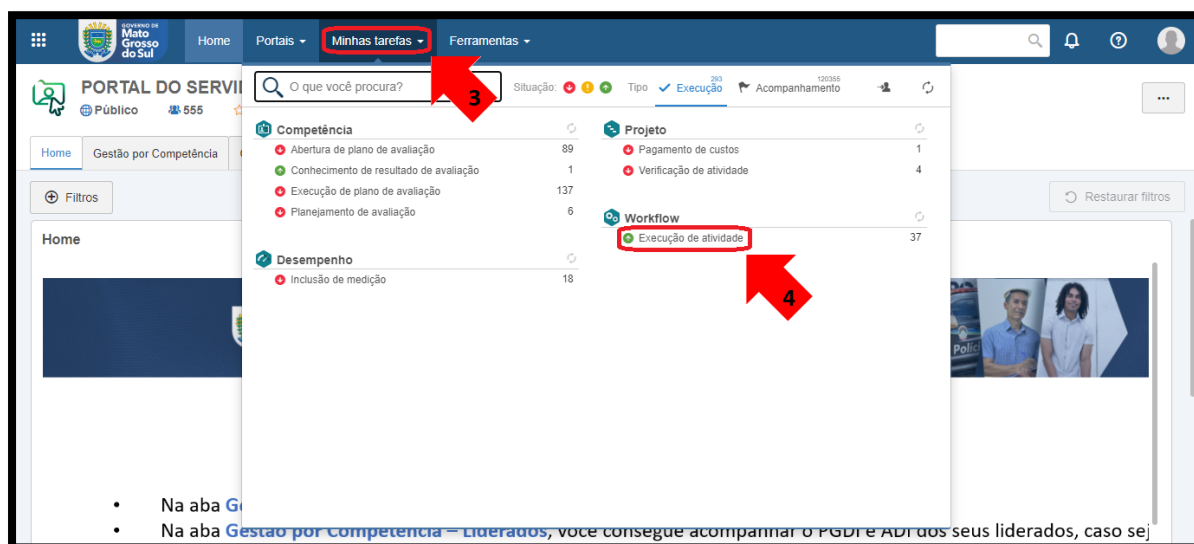 GOVERNO DE
Mato
Grosso
do Sul
Home
Portais
Minhas tarefas
Ferramentas
PORTAL DO SERVI
Público
555
Home
Gestão por Competência
Filtros
Restaurar filtros
Home
O que você procura?
3
Situação:
Tipo
Execução
293
Acompanhamento
120355
Competência
Abertura de plano de avaliação 89
Conhecimento de resultado de avaliação 1
Execução de plano de avaliação 137
Planejamento de avaliação 6
Desempenho
Inclusão de medição 18
Projeto
Pagamento de custos 1
Verificação de atividade 4
Workflow
Execução de atividade 37
4
Políci
• Na aba G
• Na aba Gestão por Competência – Liderados, você consegue acompanhar o PGDI e ADI dos seus liderados, caso sej